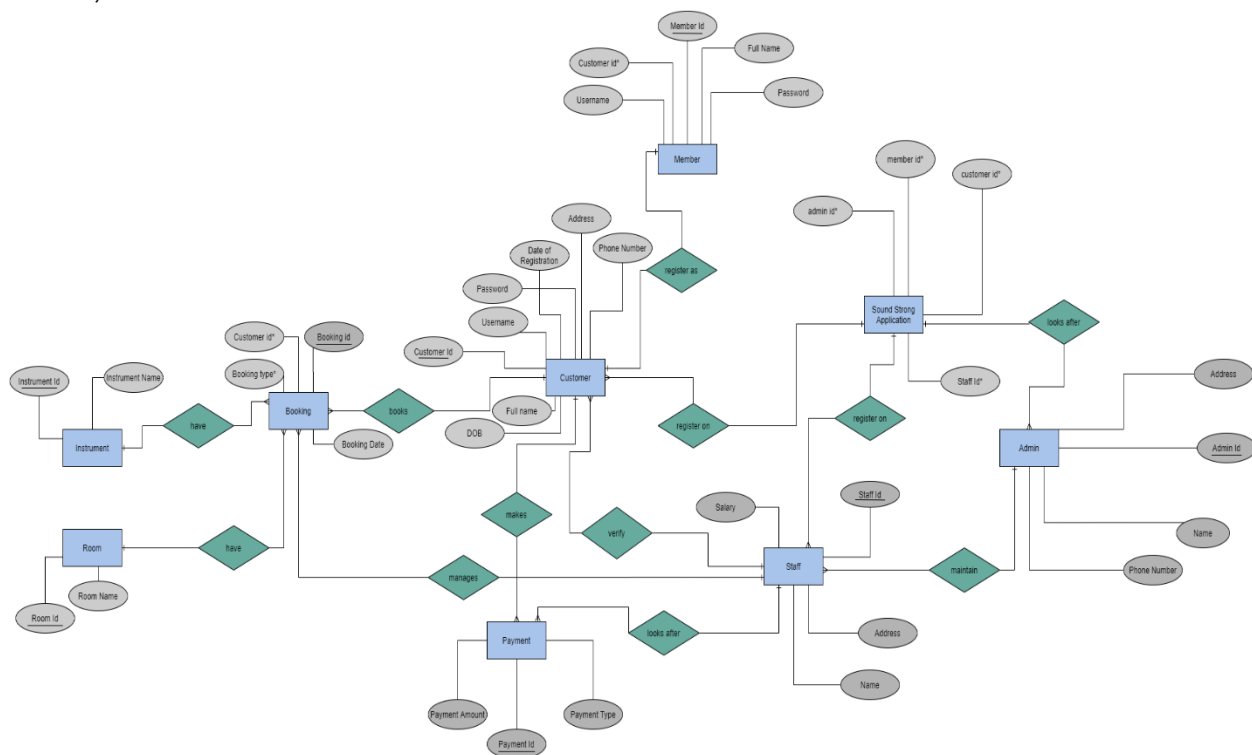 Member Id
Full Name
Customer id*
Username
Password
Member
member id*
customer id*
admin id*
Address
Date of
Registration
Phone Number
register as
Password
Sound Strong
Application
looks after
Customer id*
Booking id
Username
Customer Id
Instrument Id
Instrument Name
Booking type*
Customer
Staff Id*
Address
Booking
books
Full name
register on
register on
have
DOB
Booking Date
Instrument
Admin
Admin Id
Salary
Staff Id
makes
verify
Name
Room
have
Staff
maintain
Phone Number
manages
Room Name
Room Id
Payment
looks after
Address
Name
Payment Amount
Payment Type
Payment Id